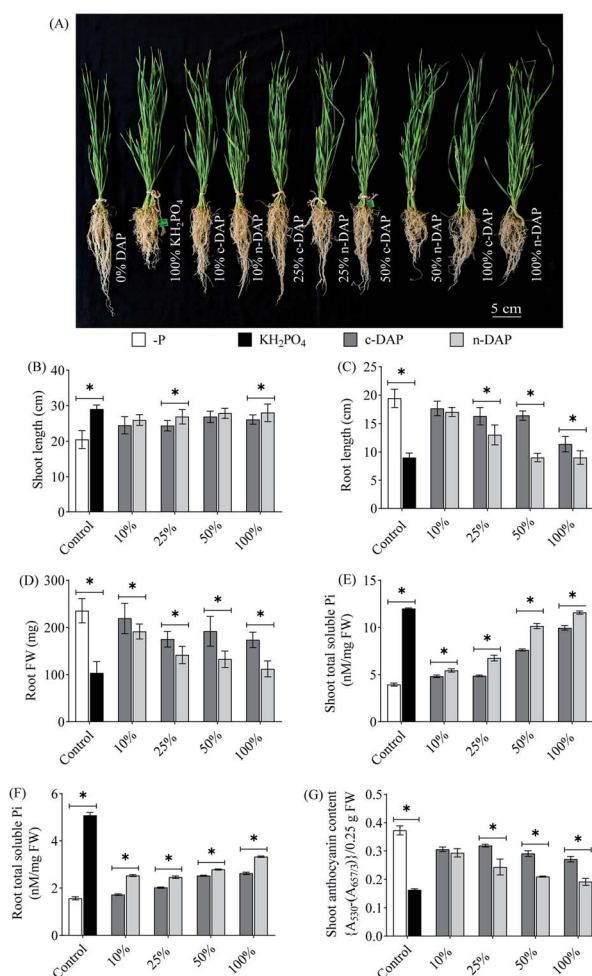 (A)
0% DAP
100% KH₂PO4
10% c-DAP
10% n-DAP
25% c-DAP
25% n-DAP
50% c-DAP
50% n-DAP
100% c-DAP
100% n-DAP
5 cm
-P
KH₂PO₄
c-DAP
n-DAP
(B)
Shoot length (cm)
40
30
20
10
0
*
*
*
Control
10%
25%
50%
100%
(C)
Root length (cm)
25
20
15
10
5
0
*
*
*
*
Control
10%
25%
50%
100%
(D)
Root FW (mg)
300
200
100
0
*
*
*
*
*
Control
10%
25%
50%
100%
(E)
Shoot total soluble Pi
(nM/mg FW)
15
10
5
0
*
*
*
*
*
Control
10%
25%
50%
100%
(F)
Root total soluble Pi
(nM/mg FW)
6
4
2
0
*
*
*
*
*
Control
10%
25%
50%
100%
(G)
Shoot anthocyanin content
{A₅₃₀-(A₆₅₇/₃)}/0.25 g FW
0.5
0.4
0.3
0.2
0.1
0.0
*
*
*
*
Control
10%
25%
50%
100%